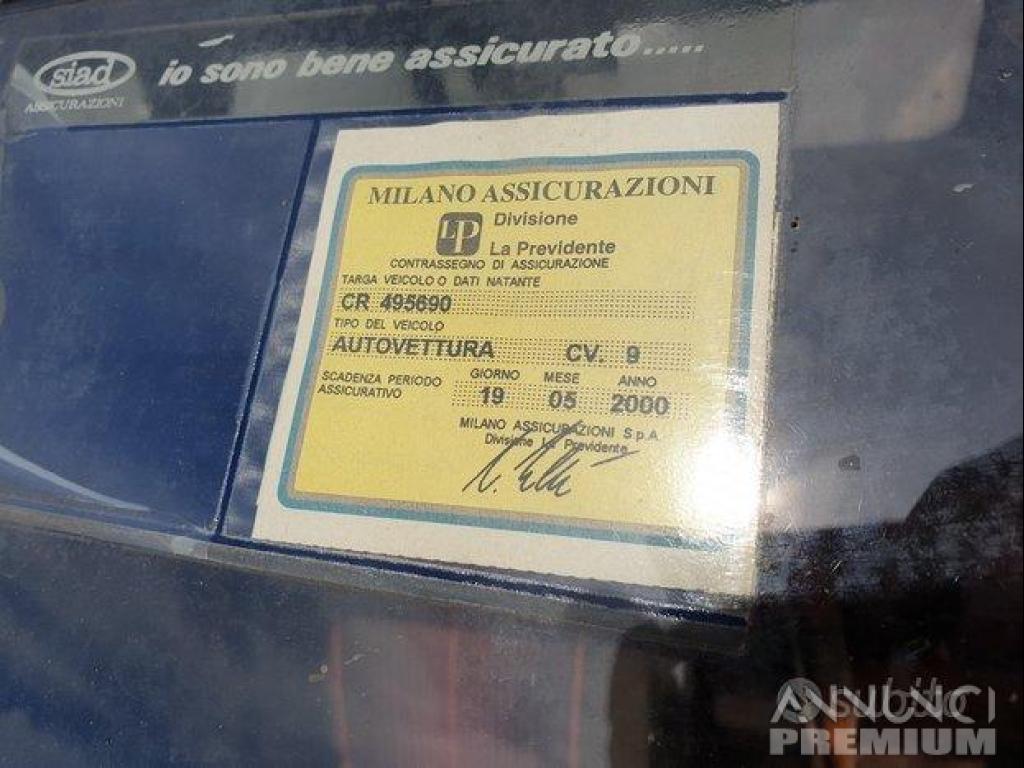 siad
ASSICURAZIONI
io sono bene assicurato.....
MILANO ASSICURAZIONI
LP
Divisione
La Previdente
CONTRASSEGNO DI ASSICURAZIONE
TARGA VEICOLO O DATI NATANTE
CR 495690
TIPO DEL VEICOLO
AUTOVETTURA CV. 9
SCADENZA PERIODO
ASSICURATIVO
GIORNO MESE ANNO
19 05 2000
MILANO ASSICURAZIONI S.p.A.
Divisione La Previdente
subito
ANNUNCI
PREMIUM